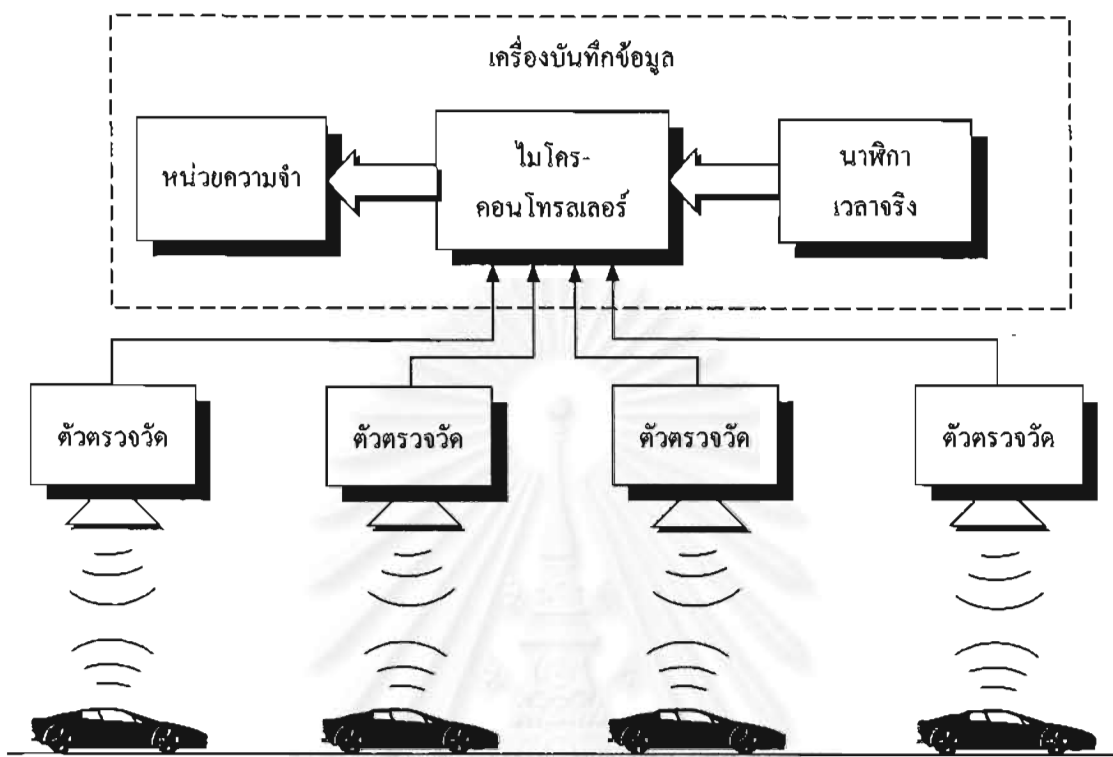 เครื่องบันทึกข้อมูล
หน่วยความจำ
ไมโคร-
คอนโทรลเลอร์
นาฬิกา
เวลาจริง
ตัวตรวจวัด
ตัวตรวจวัด
ตัวตรวจวัด
ตัวตรวจวัด